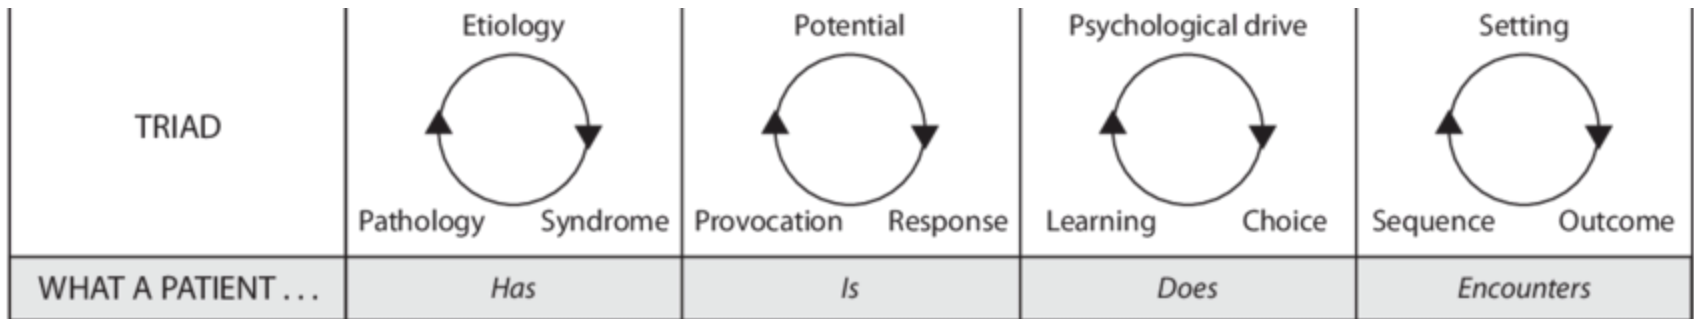 Etiology Potential Psychological drive Setting
TRIAD
Pathology Syndrome Provocation Response Learning Choice Sequence Outcome
WHAT A PATIENT . . . Has Is Does Encounters